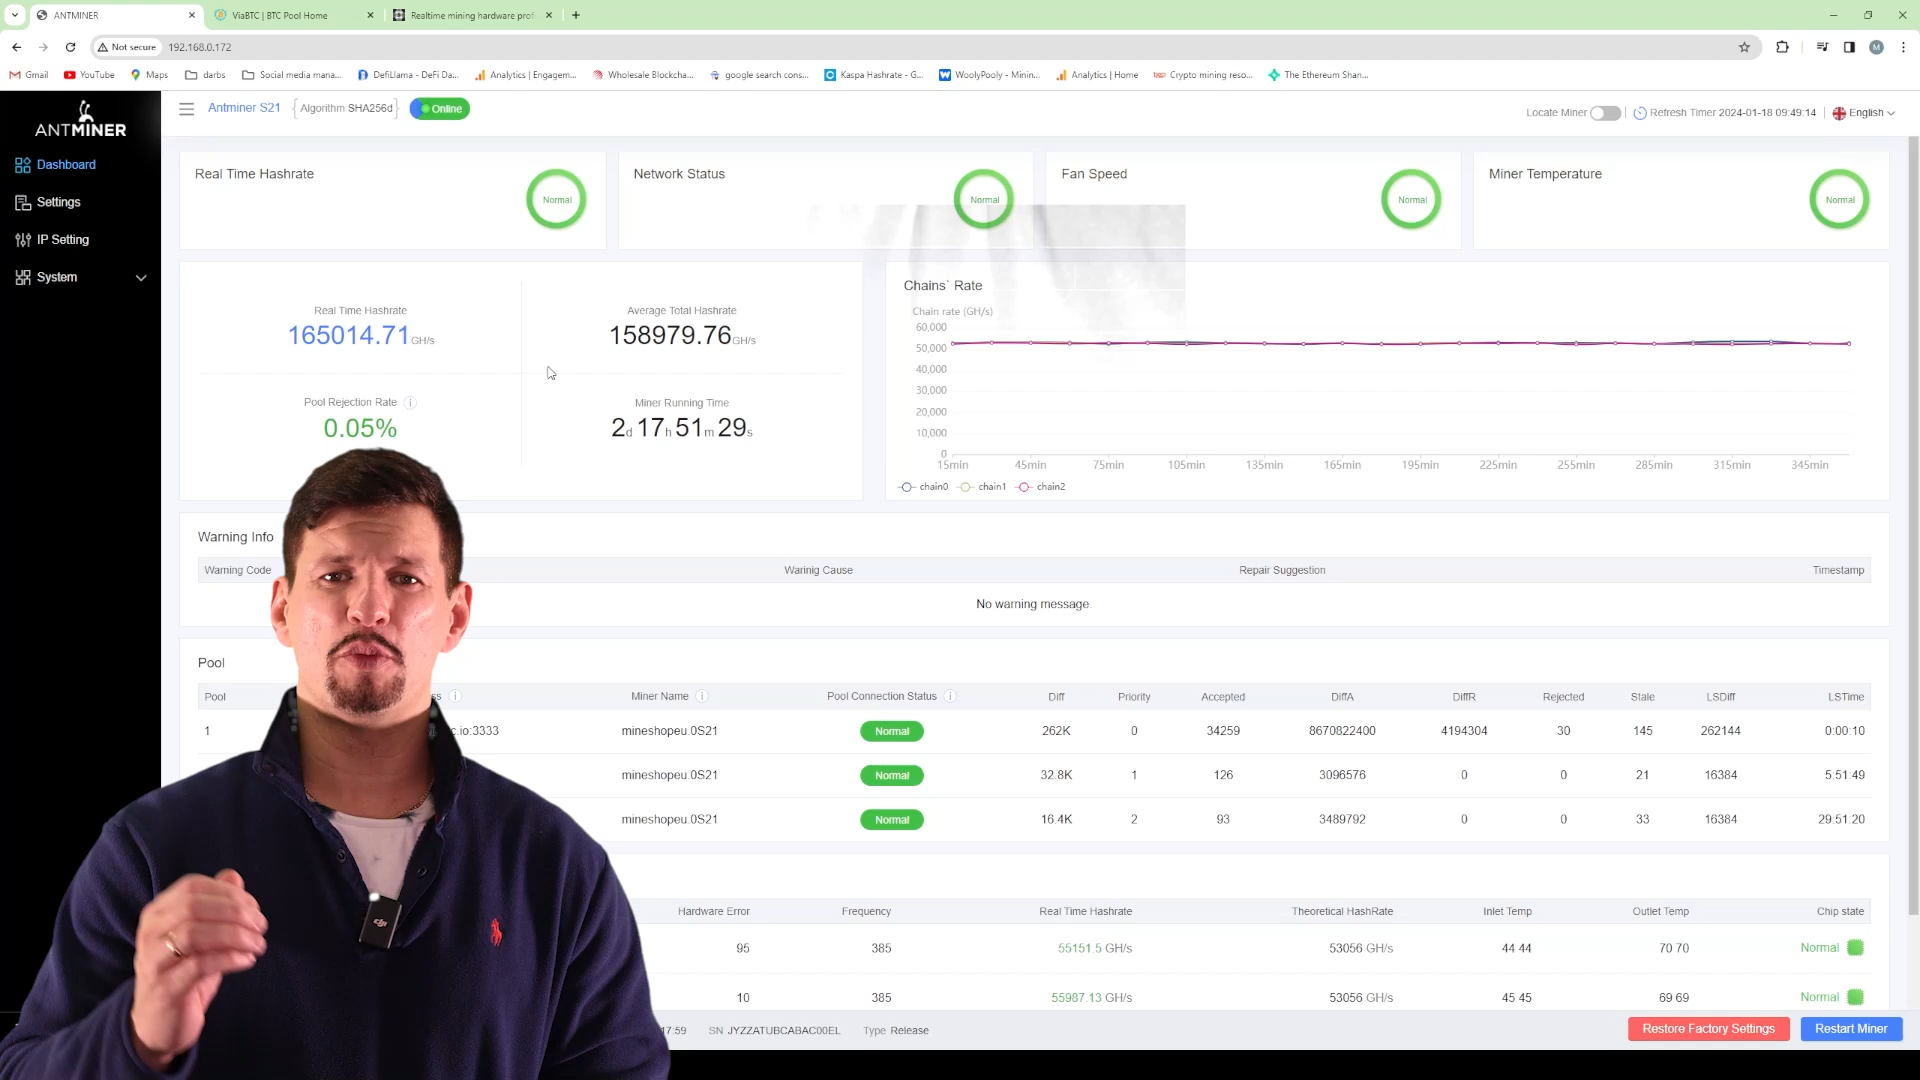 ANTMINER
ViaBTC | BTC Pool Home
Realtime mining hardware prof
Not secure
192.168.0.172
M
Gmail
YouTube
Maps
darbs
Social media mana...
DefiLlama - DeFi Da...
Analytics | Engagem...
Wholesale Blockcha...
google search cons...
Kaspa Hashrate - G...
WoolyPooly - Minin...
Analytics | Home
Crypto mining reso...
The Ethereum Shan...
ANTMINER
Antminer S21
Algorithm SHA256d
Online
Locate Miner
Refresh Timer 2024-01-18 09:49:14
English
Dashboard
Settings
IP Setting
System
Real Time Hashrate
Normal
Network Status
Normal
Fan Speed
Normal
Miner Temperature
Normal
Real Time Hashrate
165014.71 GH/s
Average Total Hashrate
158979.76 GH/s
Pool Rejection Rate
0.05%
Miner Running Time
2d 17h 51m 29s
Chains` Rate
Chain rate (GH/s)
60,000
50,000
40,000
30,000
20,000
10,000
0
15min 45min 75min 105min 135min 165min 195min 225min 255min 285min 315min 345min
chain0 chain1 chain2
Warning Info
Warning Code Warinig Cause Repair Suggestion Timestamp
No warning message.
Pool
Pool ss Miner Name Pool Connection Status Diff Priority Accepted DiffA DiffR Rejected Stale LSDiff LSTime
1 c.io:3333 mineshopeu.0S21 Normal 262K 0 34259 8670822400 4194304 30 145 262144 0:00:10
mineshopeu.0S21 Normal 32.8K 1 126 3096576 0 0 21 16384 5:51:49
mineshopeu.0S21 Normal 16.4K 2 93 3489792 0 0 33 16384 29:51:20
Hardware Error Frequency Real Time Hashrate Theoretical HashRate Inlet Temp Outlet Temp Chip state
95 385 55151.5 GH/s 53056 GH/s 44 44 70 70 Normal
10 385 55987.13 GH/s 53056 GH/s 45 45 69 69 Normal
17:59 SN JYZZATUBCABAC00EL Type Release
Restore Factory Settings
Restart Miner
dji